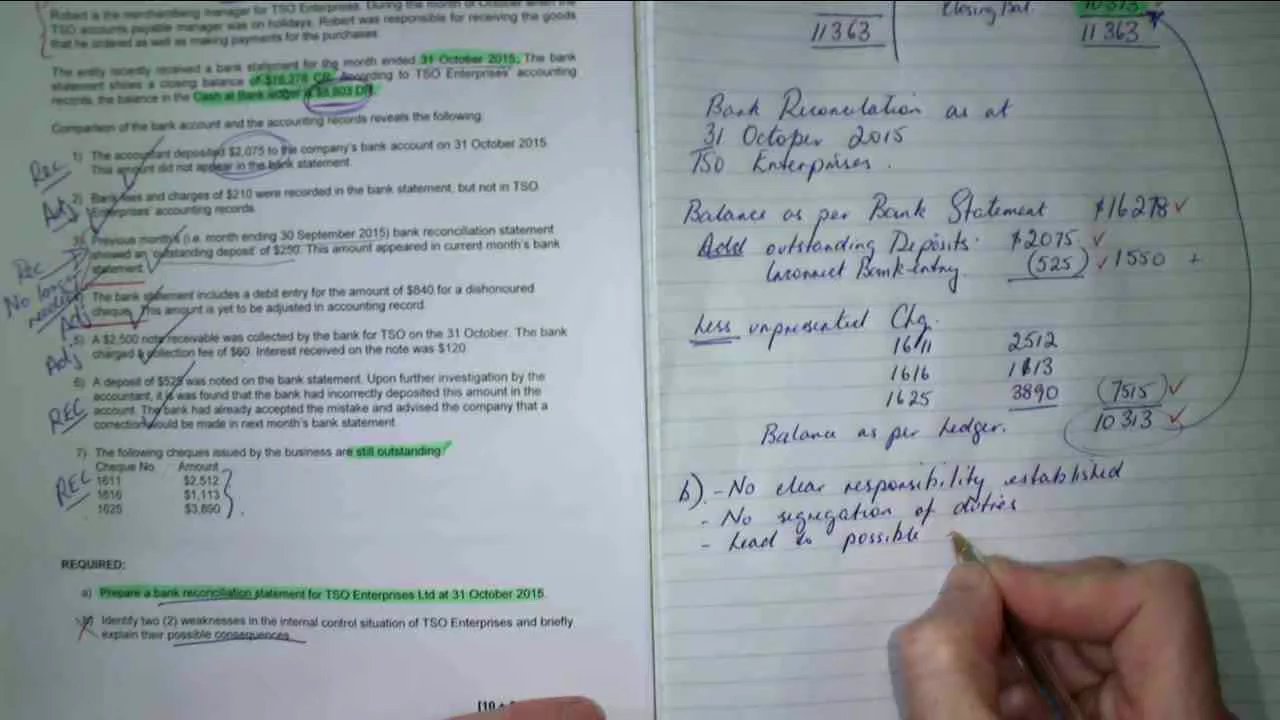 Robert is the merchandising manager for TSO Enterprises. During the month of October when the
TSO accounts payable manager was on holidays. Robert was responsible for receiving the goods
that he ordered as well as making payments for the purchases.
The entity recently received a bank statement for the month ended 31 October 2015. The bank
statement shows a closing balance of $16,278 CR. According to TSO Enterprises' accounting
records, the balance in the Cash at Bank ledger is DR.
Comparison of the bank account and the accounting records reveals the following:
Rec
1) The accountant deposited $2,075 to the company's bank account on 31 October 2015.
This amount did not appear in the bank statement.
Adj
2) Bank fees and charges of $210 were recorded in the bank statement, but not in TSO
Enterprises' accounting records.
Rec
No longer
needed
3) Previous month's (i.e. month ending 30 September 2015) bank reconciliation statement
showed an outstanding deposit of $250. This amount appeared in current month's bank
statement.
Adj
The bank statement includes a debit entry for the amount of $840 for a dishonoured
cheque. This amount is yet to be adjusted in accounting record.
Adj
5) A $2,500 note receivable was collected by the bank for TSO on the 31 October. The bank
charged a collection fee of $60. Interest received on the note was $120
REC
6) A deposit of $525 was noted on the bank statement. Upon further investigation by the
accountant, it was found that the bank had incorrectly deposited this amount in the
account. The bank had already accepted the mistake and advised the company that a
correction would be made in next month's bank statement
REC
7) The following cheques issued by the business are still outstanding:
Cheque No. Amount
1611 $2,512
1616 $1,113
1625 $3,890
REQUIRED:
a) Prepare a bank reconciliation statement for TSO Enterprises Ltd at 31 October 2015.
b) Identify two (2) weaknesses in the internal control situation of TSO Enterprises and briefly
explain their possible consequences.
[10 +
Closing Bal. 10 313
11 363 11 363
Bank Reconciliation as at
31 October 2015
TSO Enterprises.
Balance as per Bank Statement $16278
Add outstanding Deposits: $2075
Incorrect Bank entry. (525) 1550 +
Less unpresented Chq.
1611 2512
1616 1113
1625 3890 (7515)
Balance as per Ledger. 10313
b) - No clear responsibility established
- No segregation of duties
- Lead to possible